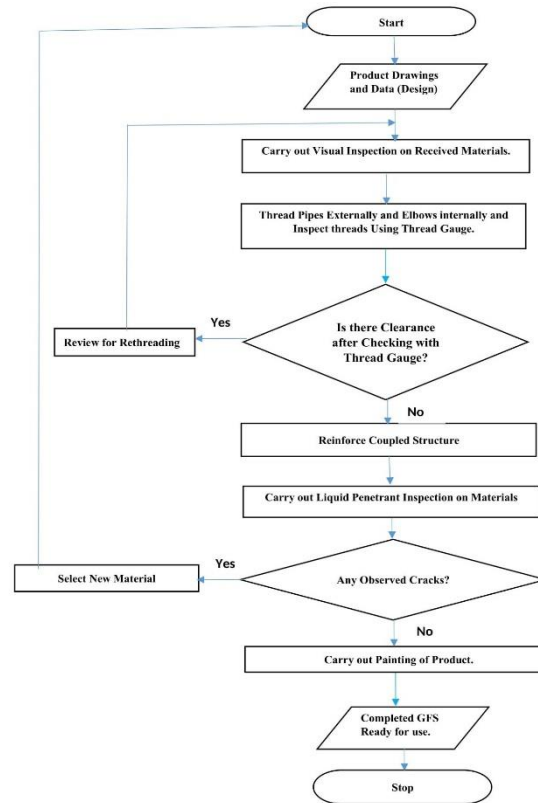 Start
Product Drawings
and Data (Design)
Carry out Visual Inspection on Received Materials.
Thread Pipes Externally and Elbows internally and
Inspect threads Using Thread Gauge.
Yes
Is there Clearance
after Checking with
Thread Gauge?
Review for Rethreading
No
Reinforce Coupled Structure
Carry out Liquid Penetrant Inspection on Materials
Yes
Any Observed Cracks?
Select New Material
No
Carry out Painting of Product.
Completed GFS
Ready for use.
Stop